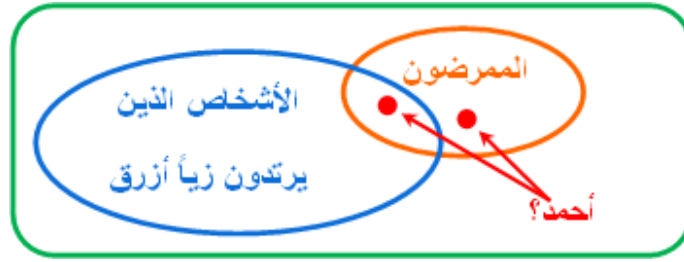 الممرضون
الأشخاص الذين
يرتدون زياً أزرق
أحمد؟